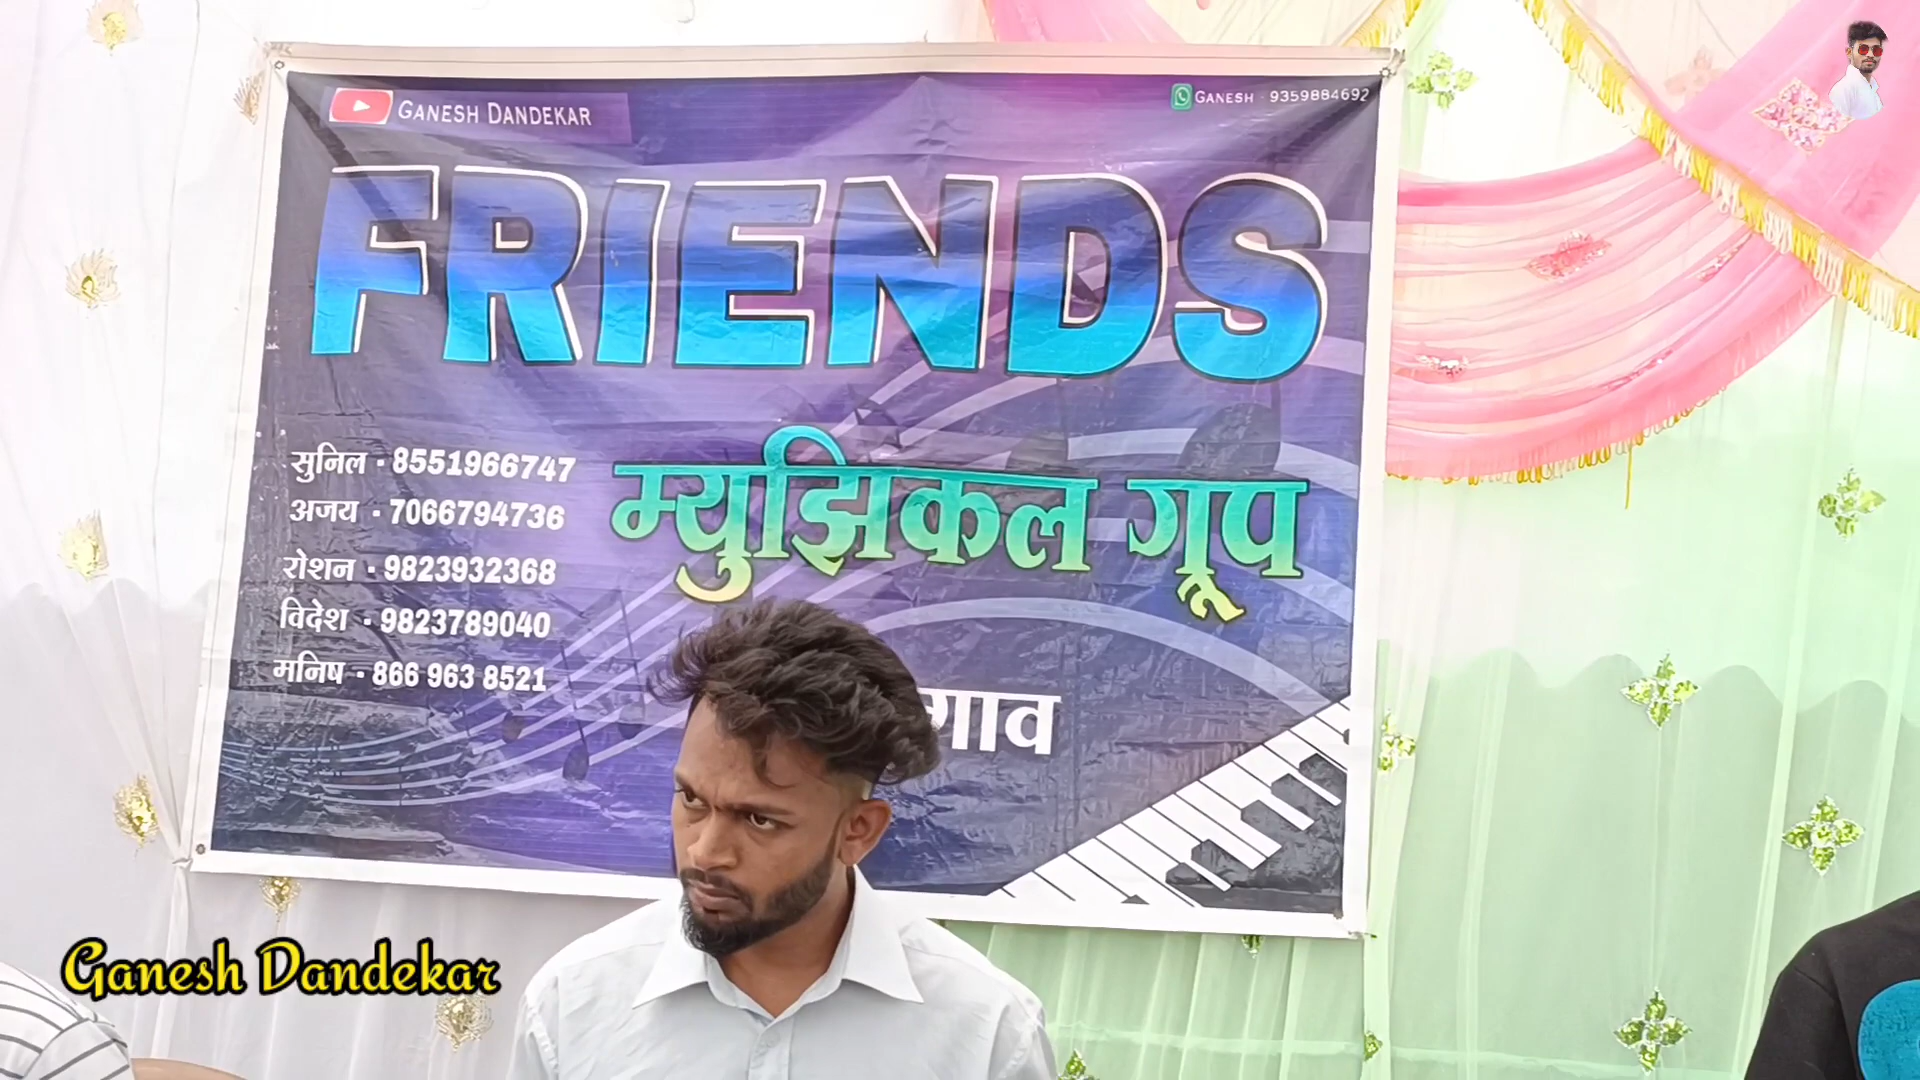 GANESH DANDEKAR
GANESH - 9359884692
FRIENDS
म्युझिकल ग्रूप
सुनिल - 8551966747
अजय - 7066794736
रोशन - 9823932368
विदेश - 9823789040
मनिष - 866 963 8521
Ganesh Dandekar